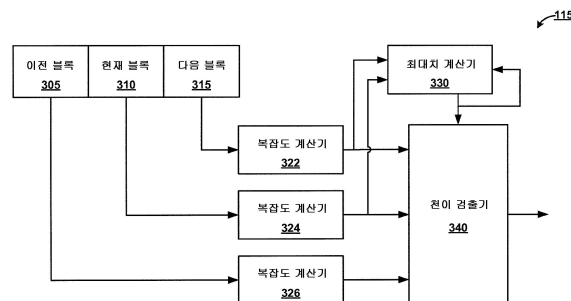 115
이전 블록
305
현재 블록
310
다음 블록
315
최대치 계산기
330
복잡도 계산기
322
복잡도 계산기
324
천이 검출기
340
복잡도 계산기
326